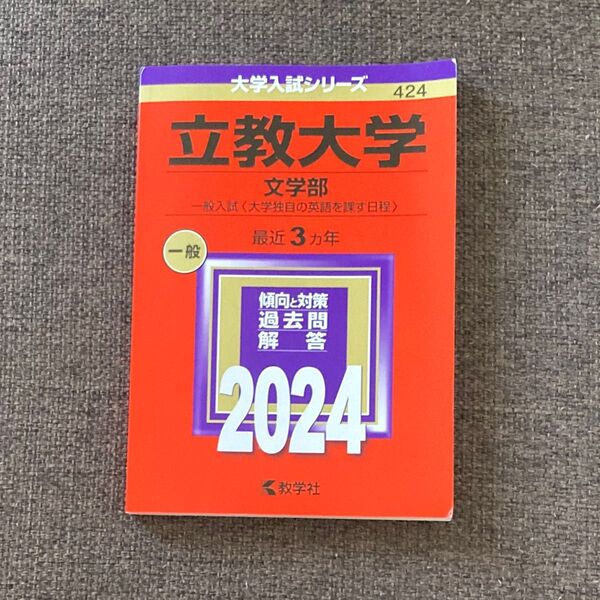 大学入試シリーズ
424
立教大学
文学部
一般入試〈大学独自の英語を課す日程〉
最近3カ年
一般
傾向と対策
過去問
解答
2024
教学社